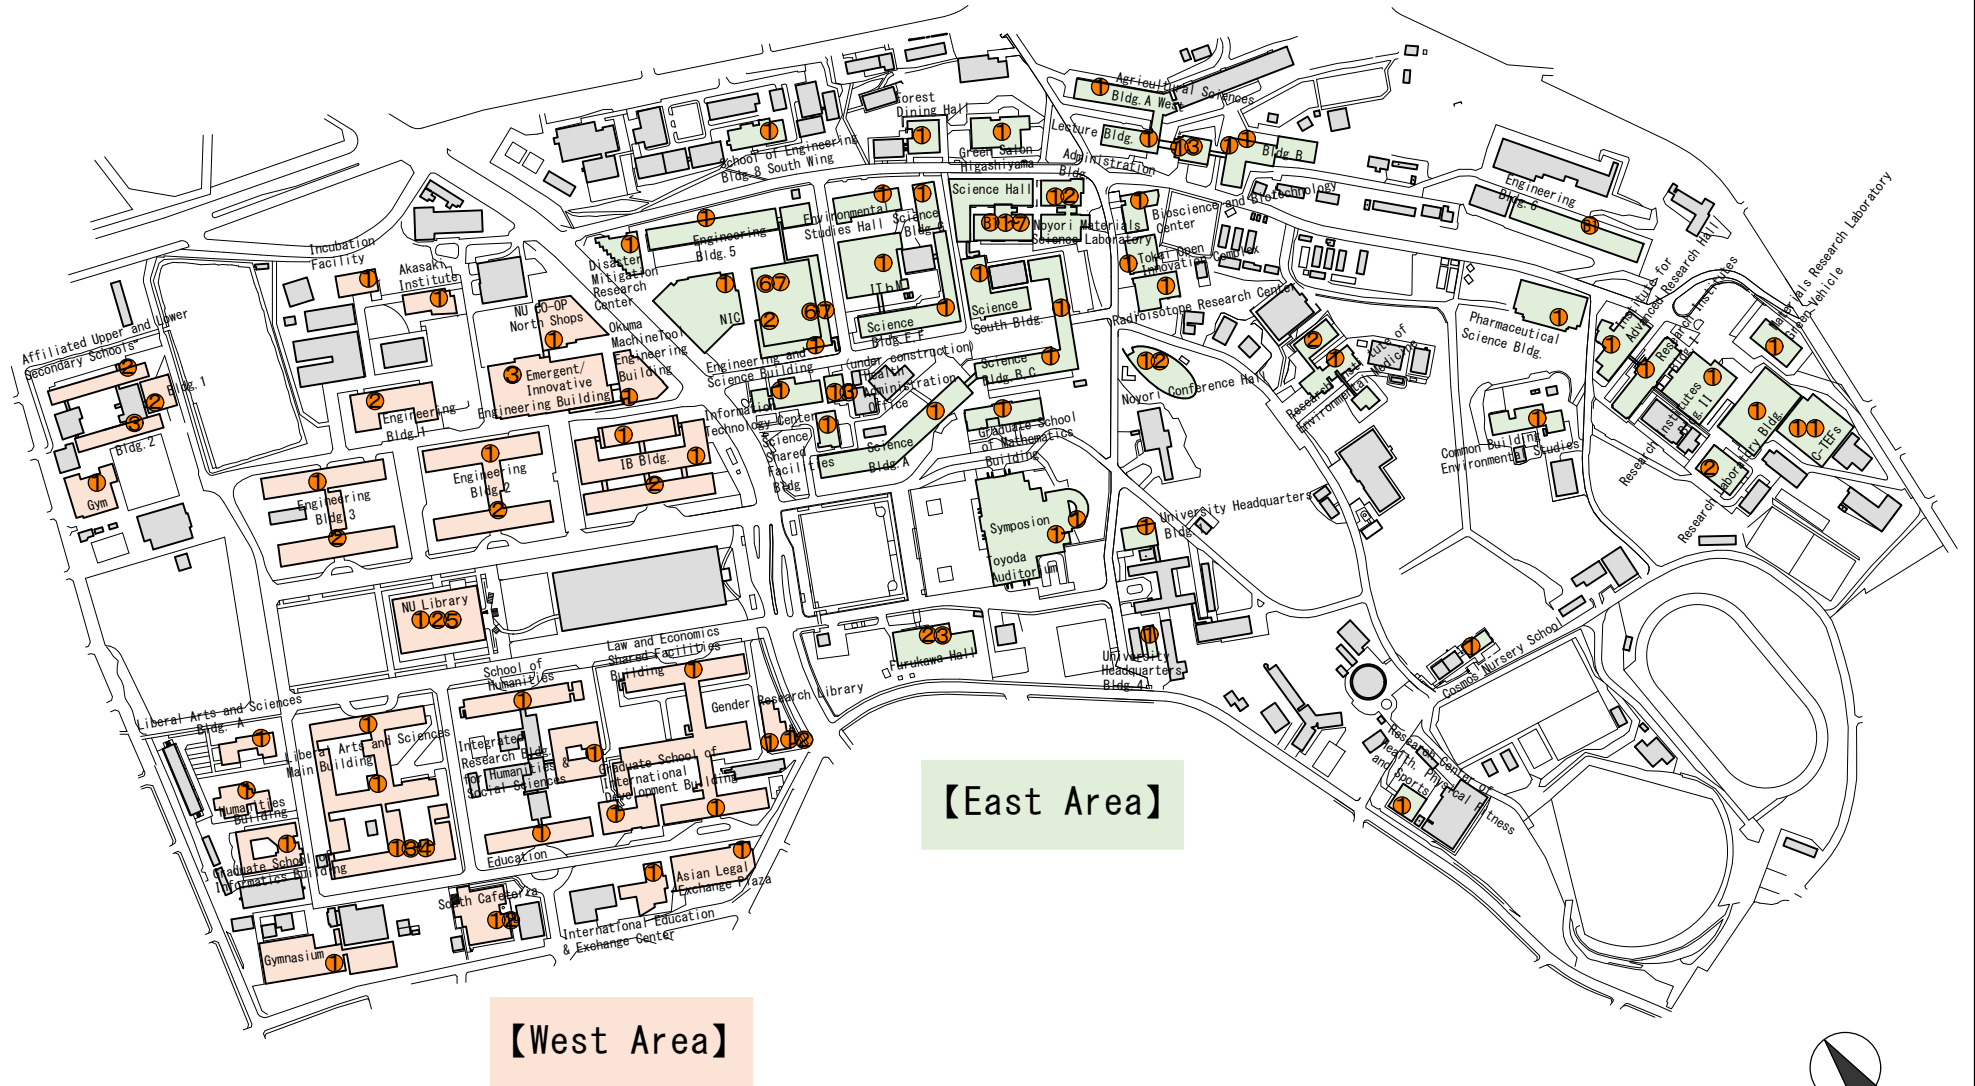 Agricultural Sciences
Bldg.A West
Forest
Dining Hall
Lecture Bldg.
Green Salon
Higashiyama
Administration
Bldg.
Bldg B
School of Engineering
Bldg.8 South Wing
Science Hall
Bioscience and Biotechnology
Center
Engineering
Bldg.6
Environmental
Studies Hall
Science
Bldg.G
Noyori Materials
Science Laboratory
Engineering
Bldg.5
Incubation
Facility
Akasaki
Institute
Disaster
Mitigation
Research
Center
Tokai Open
Innovation Complex
ITbM
NIC
Radioisotope Research Center
Institute for
Advanced Research Hall
Research Institutes
Bldg.I
Materials Research Laboratory
Green Vehicle
NU CO-OP
North Shops
Okuma
MachineTool
Engineering
Building
Science
Bldg.E,F
Science
South Bldg.
Pharmaceutical
Science Bldg.
Affiliated Upper and Lower
Secondary Schools
Bldg.1
Bldg.2
Gym
Emergent/
Innovative
Engineering Building
Engineering and
Science Building
(under construction)
Health
Administration
Office
Science
Bldg.B,C
Noyori Conference Hall
Research Institute of
Environmental Medicine
Engineering
Bldg.1
Information
Technology Center
Science
Shared
Facilities
Bldg
Science
Bldg.A
Graduate School
of Mathematics
Building
Common Building
Environmental Studies
Research Institutes
Bldg.II
Research Laboratory Bldg.
C-TEFs
Engineering
Bldg.2
IB Bldg.
Engineering
Bldg.3
Symposion
Toyoda
Auditorium
University Headquarters
Bldg.
NU Library
Furukawa Hall
University
Headquarters
Bldg.4
Cosmos Nursery School
Law and Economics
Shared Facilities
Building
School of
Humanities
Gender Research Library
Liberal Arts and Sciences
Bldg. A
Liberal Arts and Sciences
Main Building
Integrated
Research Bldg.
for Humanities &
Social Sciences
Graduate School of
International
Development Building
Research Center of
Health, Physical Fitness
and Sports
Humanities
Building
Graduate School of
Informatics Building
Education
Asian Legal
Exchange Plaza
South Cafetoria
International Education
& Exchange Center
Gymnasium
【East Area】
【West Area】